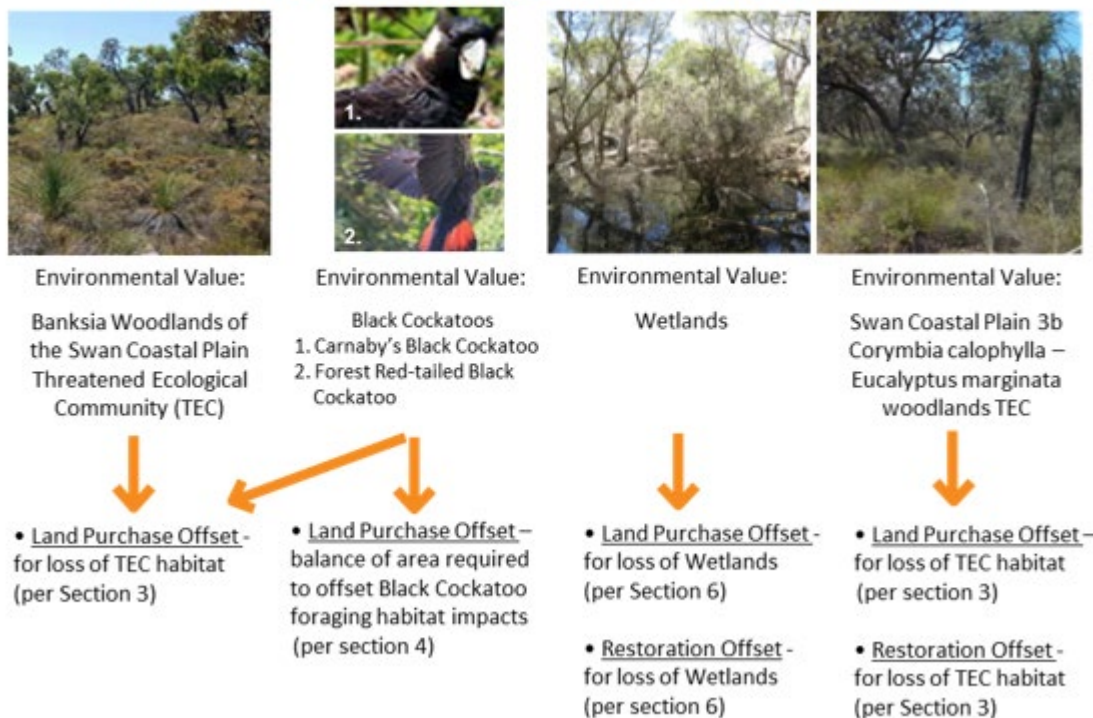 1.
2.
Environmental Value:
Banksia Woodlands of
the Swan Coastal Plain
Threatened Ecological
Community (TEC)
Environmental Value:
Black Cockatoos
1. Carnaby's Black Cockatoo
2. Forest Red-tailed Black
Cockatoo
Environmental Value:
Wetlands
Environmental Value:
Swan Coastal Plain 3b
Corymbia calophylla –
Eucalyptus marginata
woodlands TEC
• Land Purchase Offset -
for loss of TEC habitat
(per Section 3)
• Land Purchase Offset –
balance of area required
to offset Black Cockatoo
foraging habitat impacts
(per section 4)
• Land Purchase Offset -
for loss of Wetlands
(per Section 6)
• Restoration Offset -
for loss of Wetlands
(per section 6)
• Land Purchase Offset –
for loss of TEC habitat
(per Section 3)
• Restoration Offset -
for loss of TEC habitat
(per Section 3)